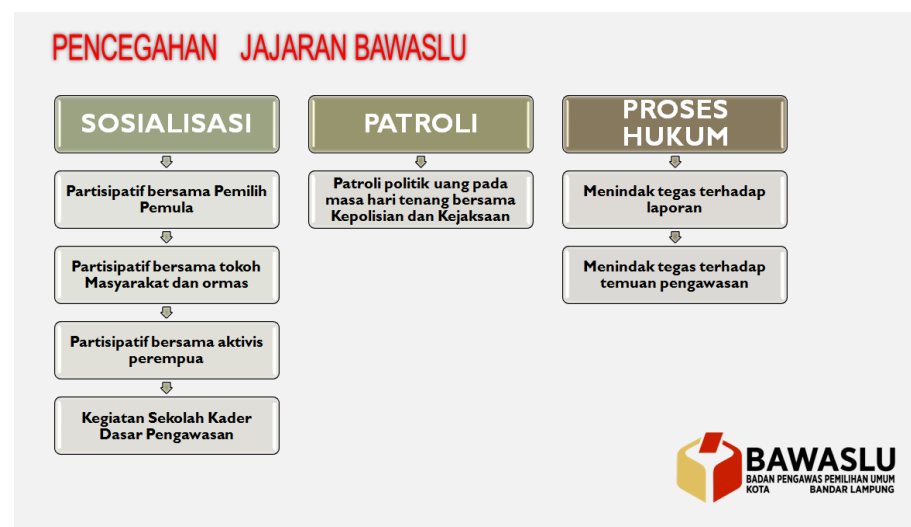 PENCEGAHAN JAJARAN BAWASLU
SOSIALISASI
Partisipatif bersama Pemilih
Pemula
Partisipatif bersama tokoh
Masyarakat dan ormas
Partisipatif bersama aktivis
perempua
Kegiatan Sekolah Kader
Dasar Pengawasan
PATROLI
Patroli politik uang pada
masa hari tenang bersama
Kepolisian dan Kejaksaan
PROSES
HUKUM
Menindak tegas terhadap
laporan
Menindak tegas terhadap
temuan pengawasan
BAWASLU
BADAN PENGAWAS PEMILIHAN UMUM
KOTA BANDAR LAMPUNG